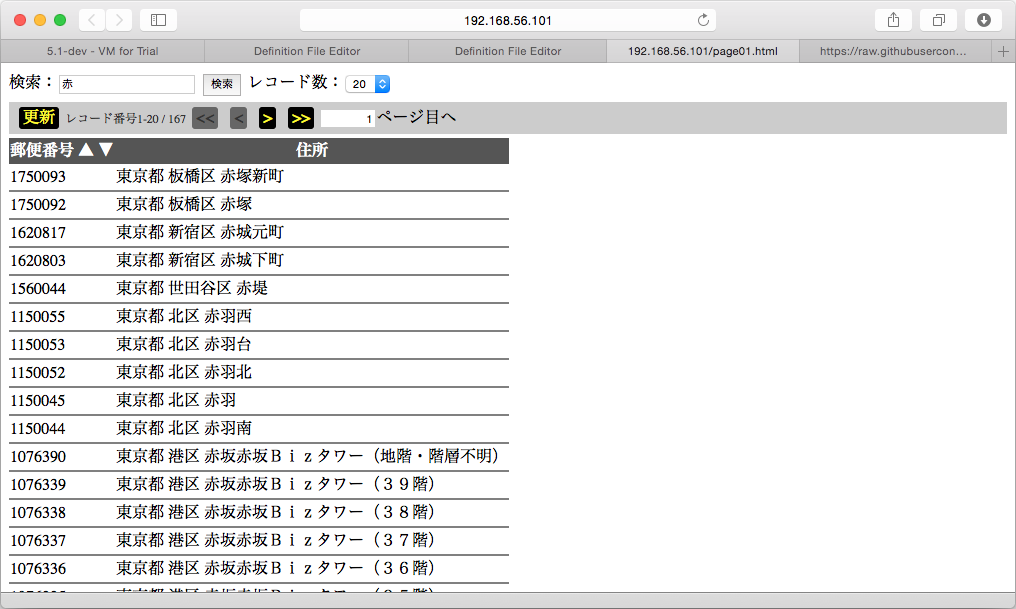 192.168.56.101
5.1-dev - VM for Trial Definition File Editor Definition File Editor 192.168.56.101/page01.html https://raw.githubusercon…
検索： 赤 検索 レコード数： 20
更新 レコード番号1-20 / 167 << < > >> 1 ページ目へ
郵便番号 ▲ ▼ 住所
1750093 東京都 板橋区 赤塚新町
1750092 東京都 板橋区 赤塚
1620817 東京都 新宿区 赤城元町
1620803 東京都 新宿区 赤城下町
1560044 東京都 世田谷区 赤堤
1150055 東京都 北区 赤羽西
1150053 東京都 北区 赤羽台
1150052 東京都 北区 赤羽北
1150045 東京都 北区 赤羽
1150044 東京都 北区 赤羽南
1076390 東京都 港区 赤坂赤坂Ｂｉｚタワー（地階・階層不明）
1076339 東京都 港区 赤坂赤坂Ｂｉｚタワー（３９階）
1076338 東京都 港区 赤坂赤坂Ｂｉｚタワー（３８階）
1076337 東京都 港区 赤坂赤坂Ｂｉｚタワー（３７階）
1076336 東京都 港区 赤坂赤坂Ｂｉｚタワー（３６階）